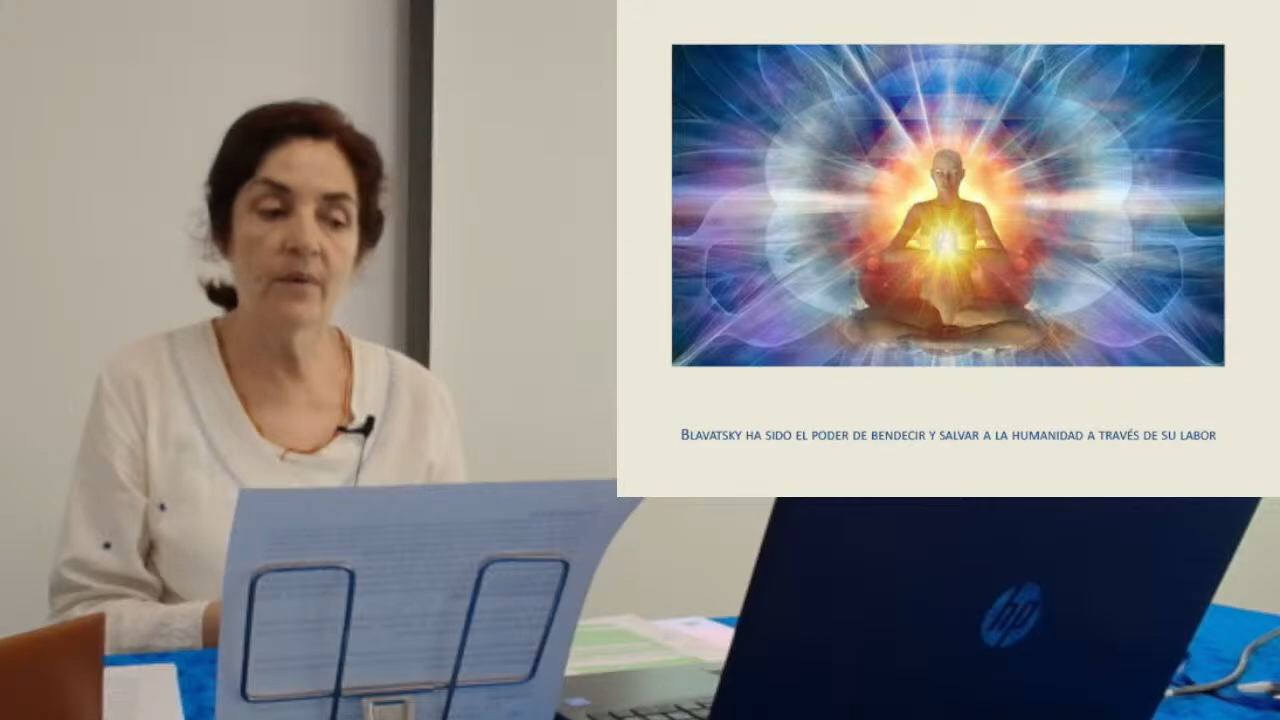 BLAVATSKY HA SIDO EL PODER DE BENDECIR Y SALVAR A LA HUMANIDAD A TRAVÉS DE SU LABOR
hp